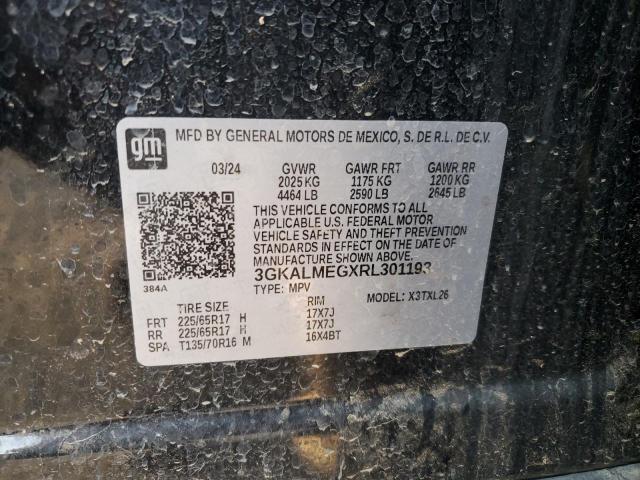 gm
MFD BY GENERAL MOTORS DE MEXICO, S. DE R.L. DE C.V.
03/24 GVWR GAWR FRT GAWR RR
2025 KG 1175 KG 1200 KG
4464 LB 2590 LB 2645 LB
THIS VEHICLE CONFORMS TO ALL
APPLICABLE U.S. FEDERAL MOTOR
VEHICLE SAFETY AND THEFT PREVENTION
STANDARDS IN EFFECT ON THE DATE OF
MANUFACTURE SHOWN ABOVE.
3GKALMEGXRL301193
384A TYPE: MPV MODEL: X3TXL26
TIRE SIZE RIM
FRT 225/65R17 H 17X7J
RR 225/65R17 H 17X7J
SPA T135/70R16 M 16X4BT